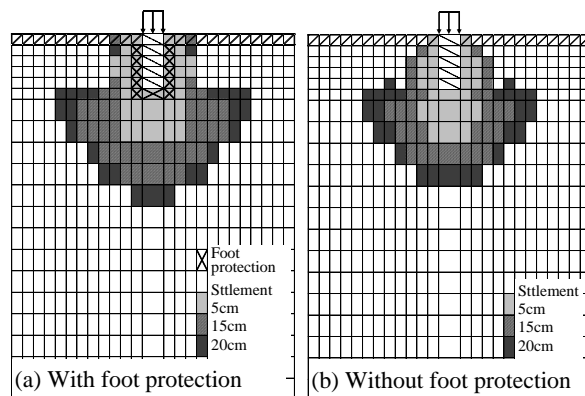 Foot
protection
Sttlement
5cm
15cm
20cm
(a) With foot protection
Sttlement
5cm
15cm
20cm
(b) Without foot protection